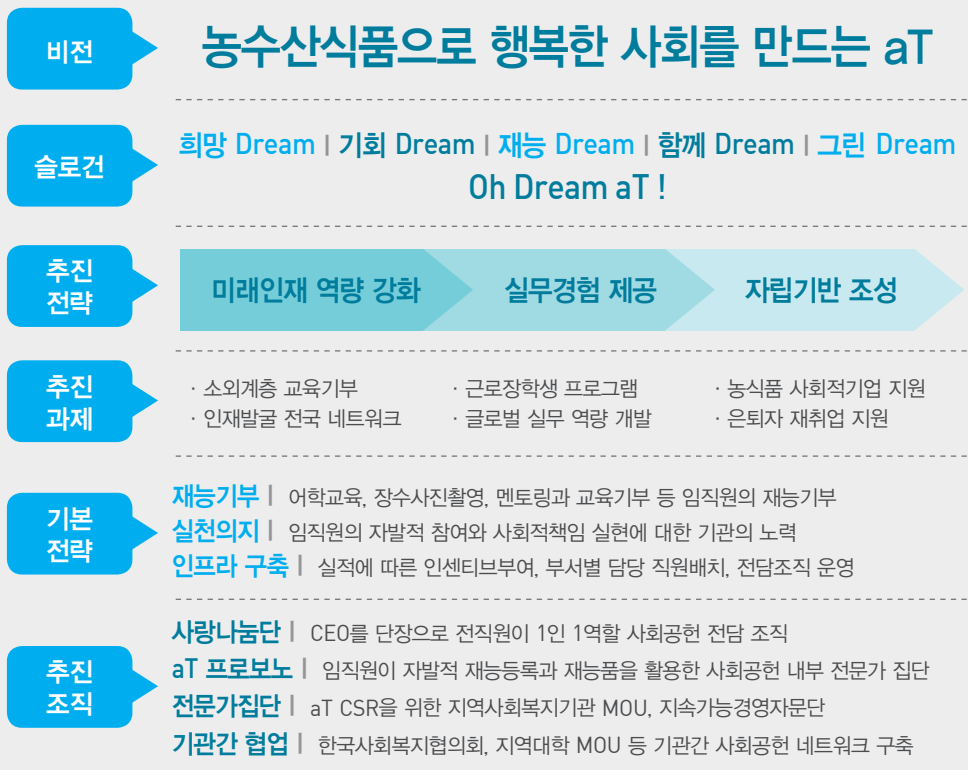 비전
농수산식품으로 행복한 사회를 만드는 aT
슬로건
희망 Dream | 기회 Dream | 재능 Dream | 함께 Dream | 그린 Dream
Oh Dream aT !
추진
전략
미래인재 역량 강화
실무경험 제공
자립기반 조성
추진
과제
· 소외계층 교육기부
· 인재발굴 전국 네트워크
· 근로장학생 프로그램
· 글로벌 실무 역량 개발
· 농식품 사회적기업 지원
· 은퇴자 재취업 지원
기본
전략
재능기부 | 어학교육, 장수사진촬영, 멘토링과 교육기부 등 임직원의 재능기부
실천의지 | 임직원의 자발적 참여와 사회적책임 실현에 대한 기관의 노력
인프라 구축 | 실적에 따른 인센티브부여, 부서별 담당 직원배치, 전담조직 운영
추진
조직
사랑나눔단 | CEO를 단장으로 전직원이 1인 1역할 사회공헌 전담 조직
aT 프로보노 | 임직원이 자발적 재능등록과 재능품을 활용한 사회공헌 내부 전문가 집단
전문가집단 | aT CSR을 위한 지역사회복지기관 MOU, 지속가능경영자문단
기관간 협업 | 한국사회복지협의회, 지역대학 MOU 등 기관간 사회공헌 네트워크 구축